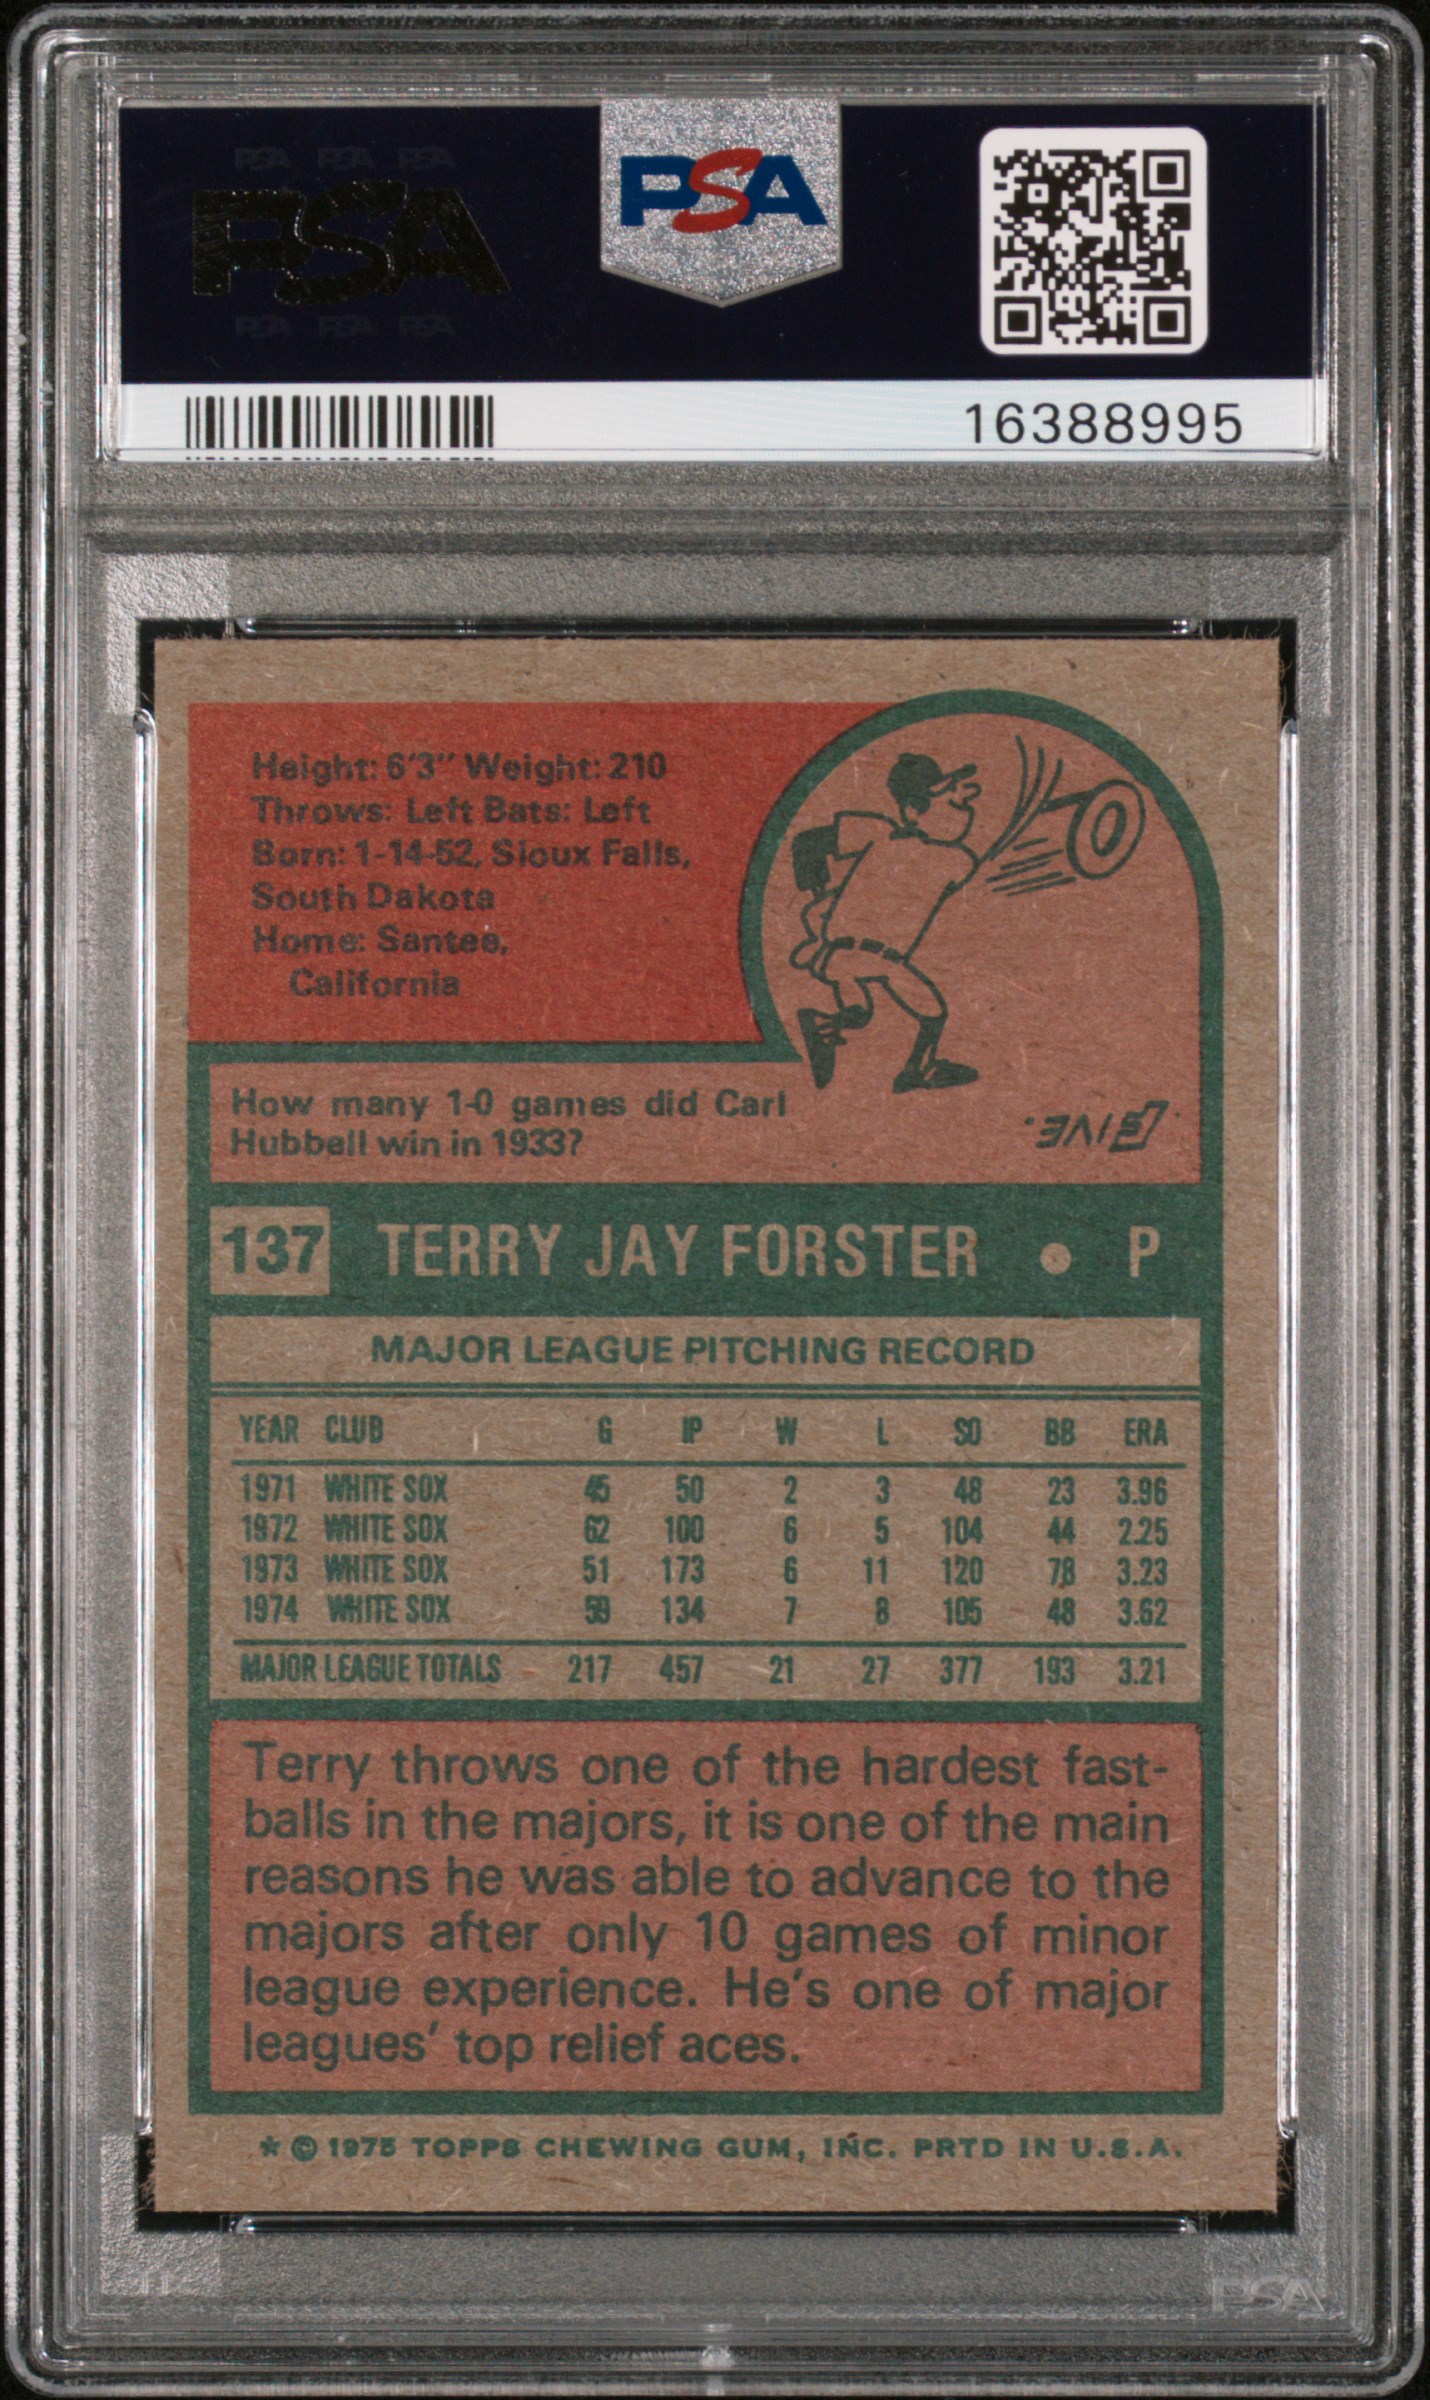 PSA PSA PSA
PSA
PSA PSA PSA
PSA
16388995
Height: 6'3" Weight: 210
Throws: Left Bats: Left
Born: 1-14-52, Sioux Falls,
South Dakota
Home: Santee,
California
How many 1-0 games did Carl
Hubbell win in 1933?
FIVE.
137 TERRY JAY FORSTER • P
MAJOR LEAGUE PITCHING RECORD
YEAR CLUB G IP W L SO BB ERA
1971 WHITE SOX 45 50 2 3 48 23 3.96
1972 WHITE SOX 62 100 6 5 104 44 2.25
1973 WHITE SOX 51 173 6 11 120 78 3.23
1974 WHITE SOX 59 134 7 8 105 48 3.62
MAJOR LEAGUE TOTALS 217 457 21 27 377 193 3.21
Terry throws one of the hardest fast-
balls in the majors, it is one of the main
reasons he was able to advance to the
majors after only 10 games of minor
league experience. He's one of major
leagues' top relief aces.
* © 1975 TOPPS CHEWING GUM, INC. PRTD IN U.S.A.
PSA